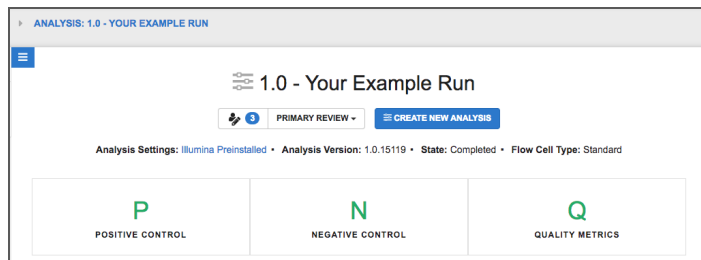 ANALYSIS: 1.0 - YOUR EXAMPLE RUN
1.0 - Your Example Run
3 PRIMARY REVIEW CREATE NEW ANALYSIS
Analysis Settings: Illumina Preinstalled • Analysis Version: 1.0.15119 • State: Completed • Flow Cell Type: Standard
P N Q
POSITIVE CONTROL NEGATIVE CONTROL QUALITY METRICS